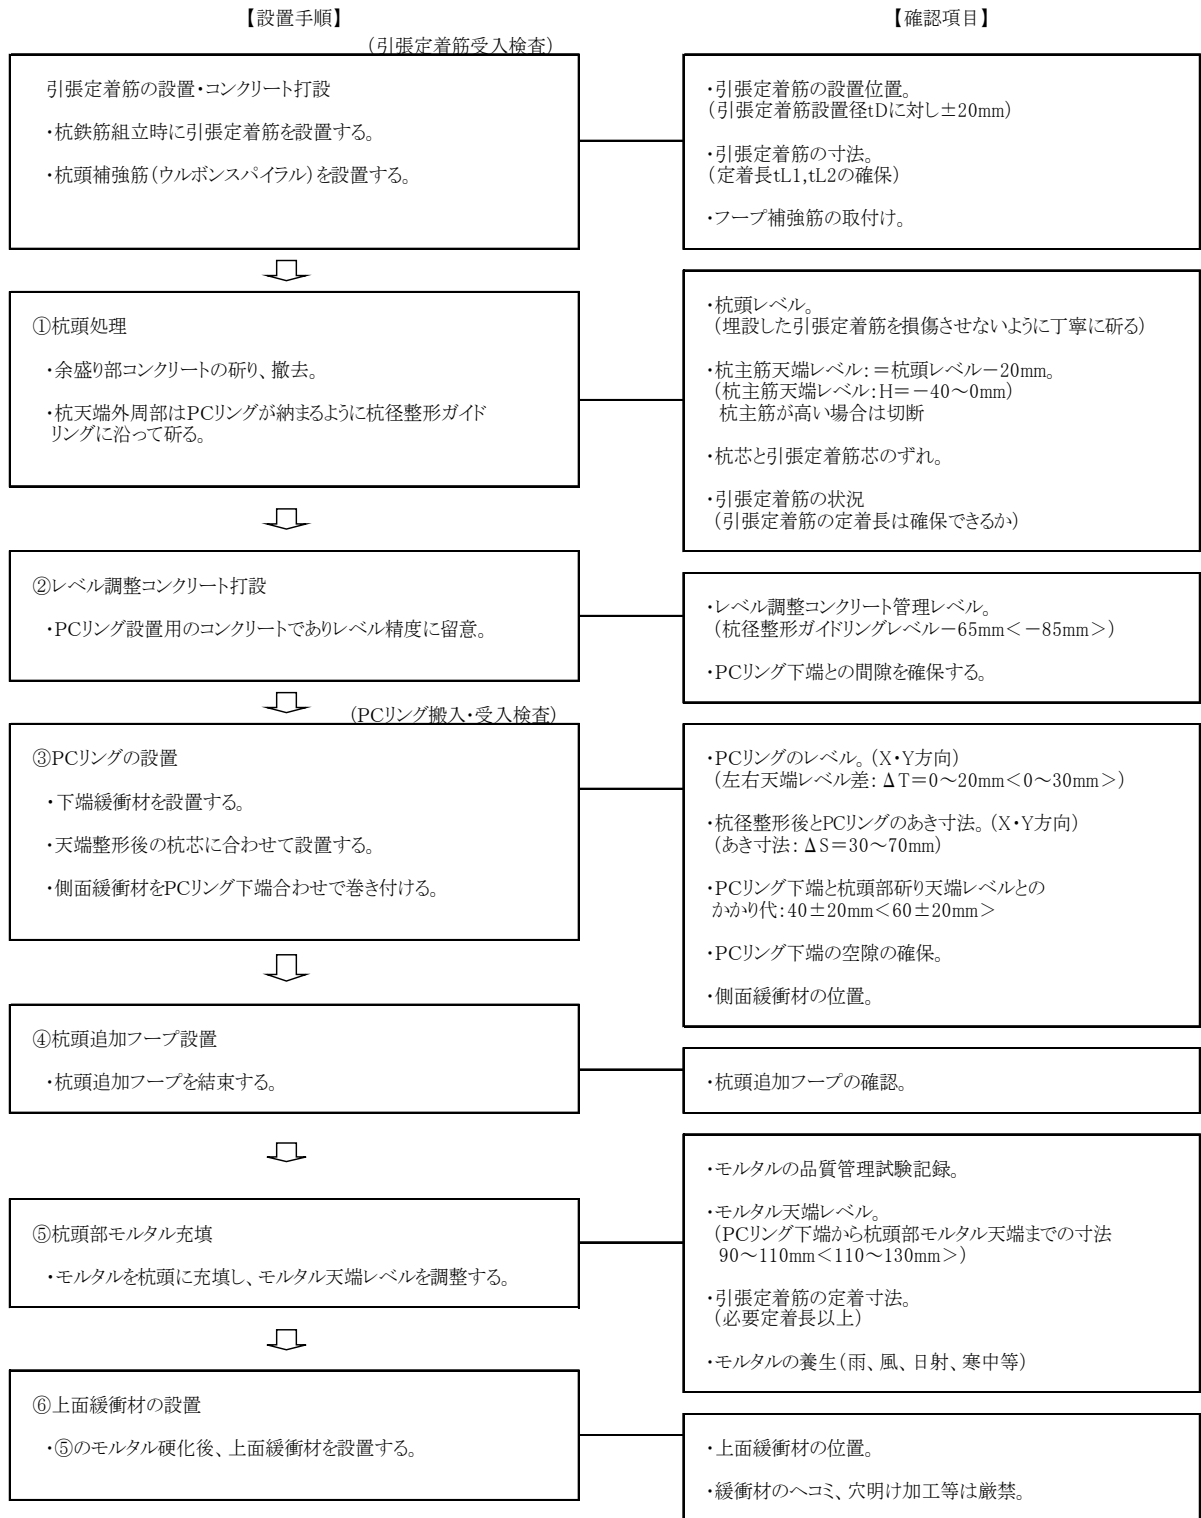 【設置手順】
【確認項目】
(引張定着筋受入検査)
引張定着筋の設置・コンクリート打設
・杭鉄筋組立時に引張定着筋を設置する。
・杭頭補強筋(ウルボンスパイラル)を設置する。
・引張定着筋の設置位置。
(引張定着筋設置径tDに対し±20mm)
・引張定着筋の寸法。
(定着長tL1,tL2の確保)
・フープ補強筋の取付け。
①杭頭処理
・余盛り部コンクリートの斫り、撤去。
・杭天端外周部はPCリングが納まるように杭径整形ガイド
リングに沿って斫る。
・杭頭レベル。
(埋設した引張定着筋を損傷させないように丁寧に斫る)
・杭主筋天端レベル:=杭頭レベル-20mm。
(杭主筋天端レベル:H=-40~0mm)
杭主筋が高い場合は切断
・杭芯と引張定着筋芯のずれ。
・引張定着筋の状況
(引張定着筋の定着長は確保できるか)
②レベル調整コンクリート打設
・PCリング設置用のコンクリートでありレベル精度に留意。
・レベル調整コンクリート管理レベル。
(杭径整形ガイドリングレベル-65mm<-85mm>)
・PCリング下端との間隙を確保する。
(PCリング搬入・受入検査)
③PCリングの設置
・下端緩衝材を設置する。
・天端整形後の杭芯に合わせて設置する。
・側面緩衝材をPCリング下端合わせで巻き付ける。
・PCリングのレベル。(X・Y方向)
(左右天端レベル差:ΔT=0~20mm<0~30mm>)
・杭径整形後とPCリングのあき寸法。(X・Y方向)
(あき寸法:ΔS=30~70mm)
・PCリング下端と杭頭部斫り天端レベルとの
かかり代:40±20mm<60±20mm>
・PCリング下端の空隙の確保。
・側面緩衝材の位置。
④杭頭追加フープ設置
・杭頭追加フープを結束する。
・杭頭追加フープの確認。
⑤杭頭部モルタル充填
・モルタルを杭頭に充填し、モルタル天端レベルを調整する。
・モルタルの品質管理試験記録。
・モルタル天端レベル。
(PCリング下端から杭頭部モルタル天端までの寸法
90~110mm<110~130mm>)
・引張定着筋の定着寸法。
(必要定着長以上)
・モルタルの養生(雨、風、日射、寒中等)
⑥上面緩衝材の設置
・⑤のモルタル硬化後、上面緩衝材を設置する。
・上面緩衝材の位置。
・緩衝材のヘコミ、穴明け加工等は厳禁。